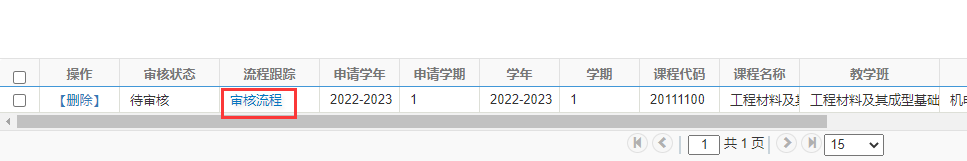 操作 审核状态 流程跟踪 申请学年 申请学期 学年 学期 课程代码 课程名称 教学班
【删除】 待审核 审核流程 2022-2023 1 2022-2023 1 20111100 工程材料及其 工程材料及其成型基础 机电
1 共 1 页 15